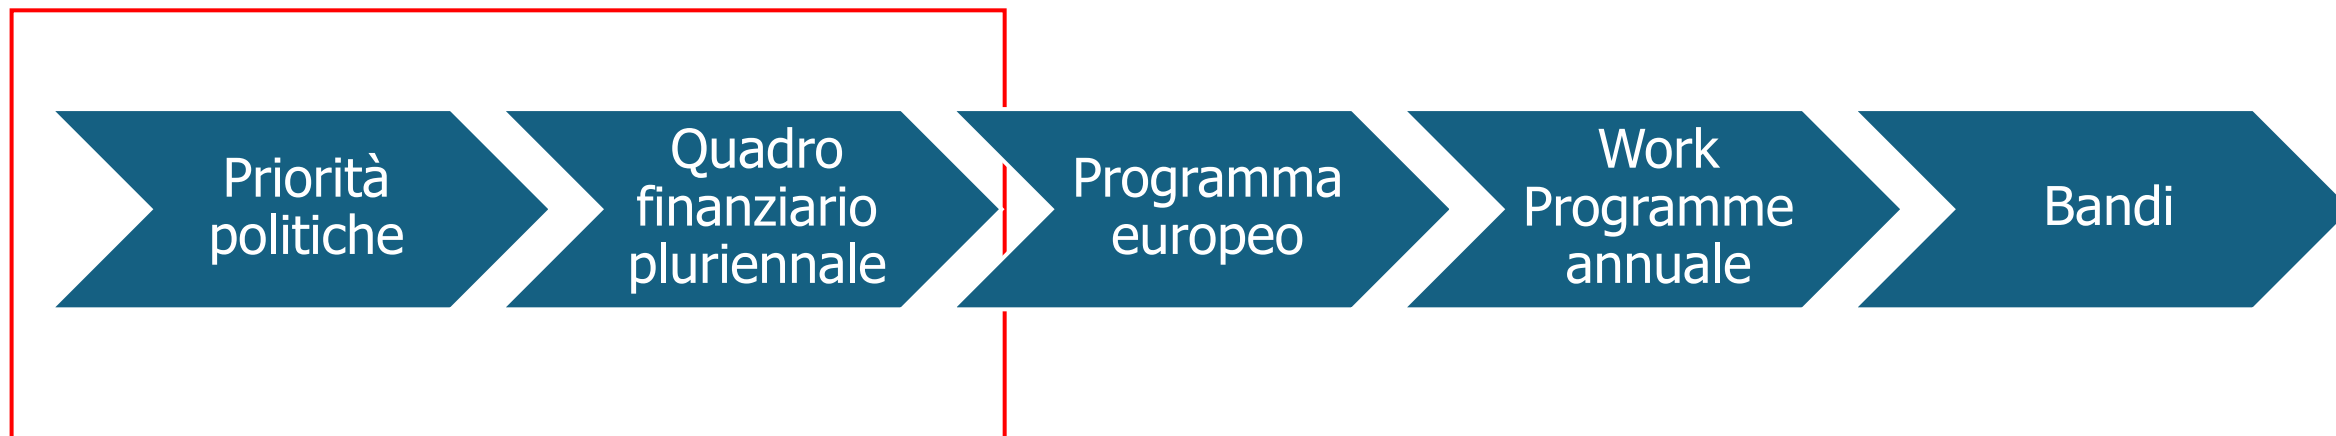 Priorità
politiche
Quadro
finanziario
pluriennale
Programma
europeo
Work
Programme
annuale
Bandi